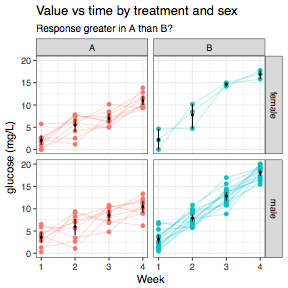 Value vs time by treatment and sex
Response greater in A than B?
A B
female
20
15
10
5
0
male
20
15
10
5
0
glucose (mg/L)
1 2 3 4 1 2 3 4
Week